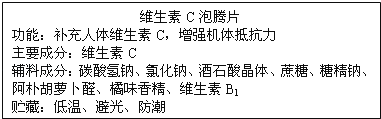 维生素 C 泡腾片
功能：补充人体维生素 C，增强机体抵抗力
主要成分：维生素 C
辅料成分：碳酸氢钠、氯化钠、酒石酸晶体、蔗糖、糖精钠、
阿朴胡萝卜醛、橘味香精、维生素 B₁
贮藏：低温、避光、防潮